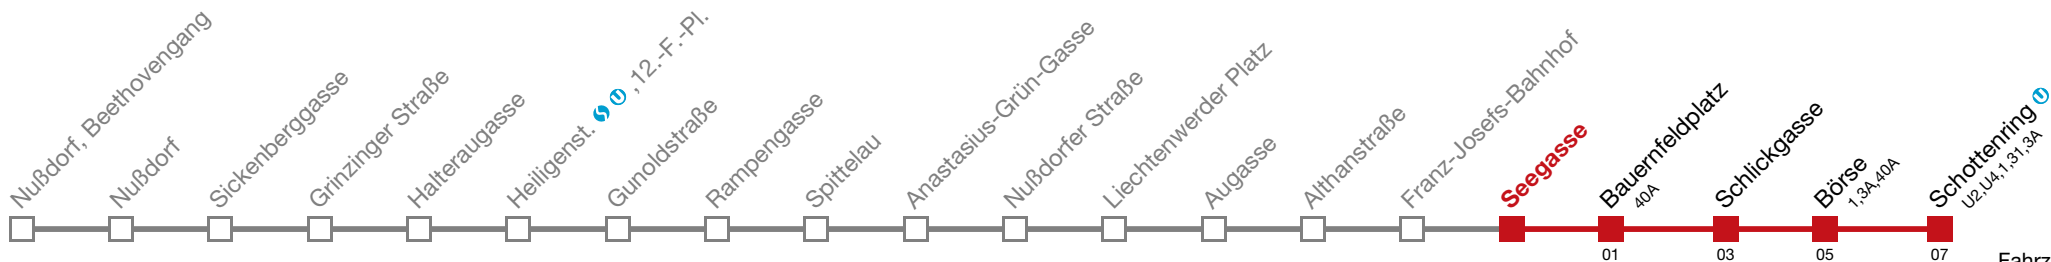 Nußdorf, Beethovengang
Nußdorf
Sickenberggasse
Grinzinger Straße
Halteraugasse
Heiligenst. S U ,12.-F.-Pl.
Gunoldstraße
Rampengasse
Spittelau
Anastasius-Grün-Gasse
Nußdorfer Straße
Liechtenwerder Platz
Augasse
Althanstraße
Franz-Josefs-Bahnhof
Seegasse
Bauernfeldplatz
40A
Schlickgasse
Börse
1,3A,40A
Schottenring U
U2,U4,1,31,3A
01
03
05
07